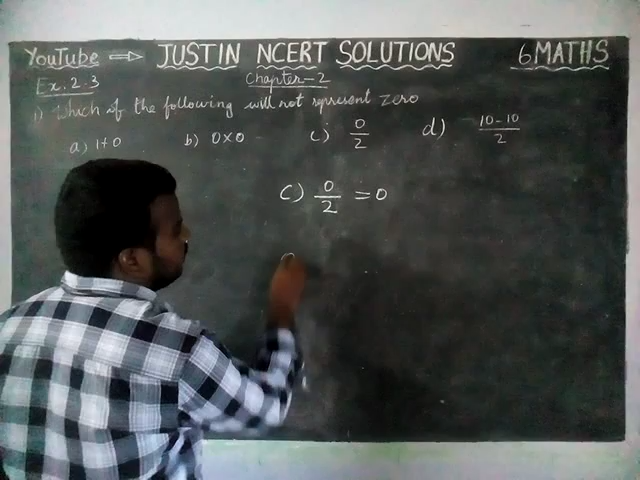 YouTube ⇒ JUSTIN NCERT SOLUTIONS 6 MATHS
Ex. 2.3 Chapter-2
1) Which of the following will not represent zero
a) 1+0 b) 0×0 c) 0/2 d) 10-10/2
C) 0/2 = 0